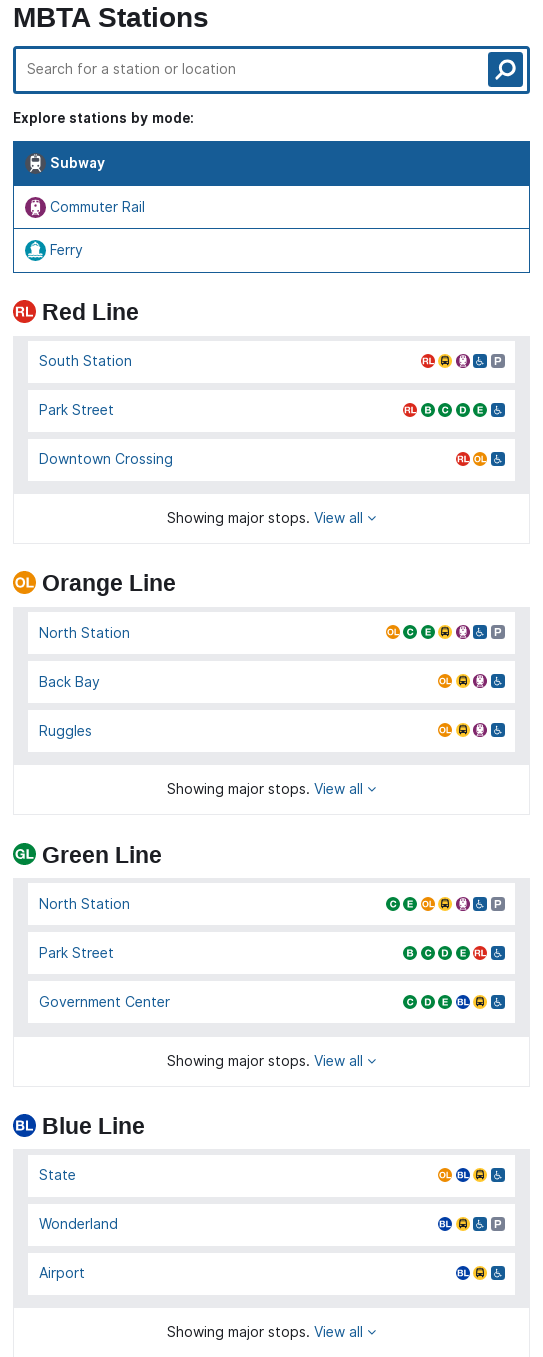 MBTA Stations
Search for a station or location
Explore stations by mode:
Subway
Commuter Rail
Ferry
RL Red Line
South Station RL P
Park Street RL B C D E
Downtown Crossing RL OL
Showing major stops. View all
OL Orange Line
North Station OL C E P
Back Bay OL
Ruggles OL
Showing major stops. View all
GL Green Line
North Station C E OL P
Park Street B C D E RL
Government Center C D E BL
Showing major stops. View all
BL Blue Line
State OL BL
Wonderland BL P
Airport BL
Showing major stops. View all